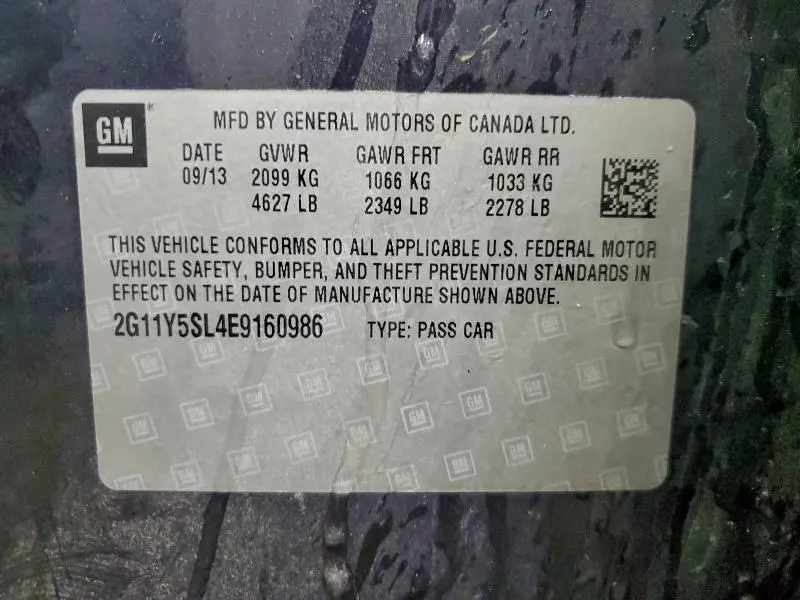 GM
MFD BY GENERAL MOTORS OF CANADA LTD.
DATE GVWR GAWR FRT GAWR RR
09/13 2099 KG 1066 KG 1033 KG
4627 LB 2349 LB 2278 LB
THIS VEHICLE CONFORMS TO ALL APPLICABLE U.S. FEDERAL MOTOR
VEHICLE SAFETY, BUMPER, AND THEFT PREVENTION STANDARDS IN
EFFECT ON THE DATE OF MANUFACTURE SHOWN ABOVE.
2G11Y5SL4E9160986 TYPE: PASS CAR